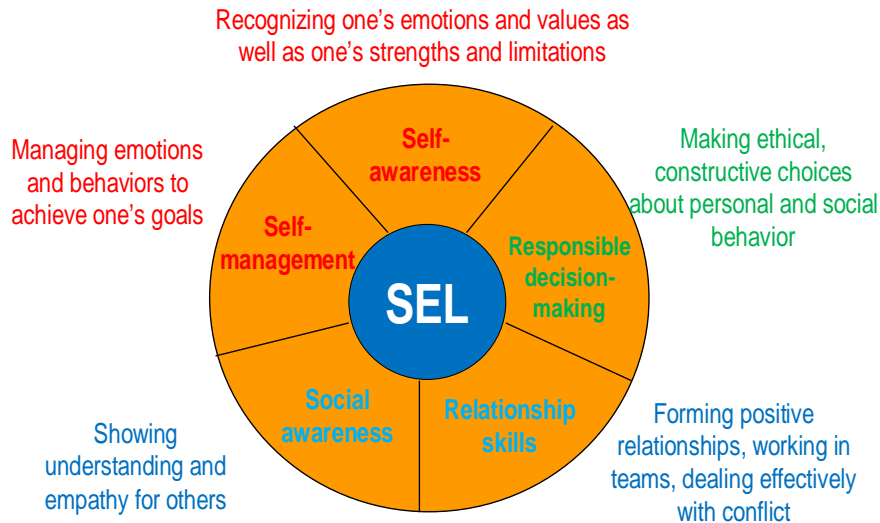 Recognizing one’s emotions and values as
well as one’s strengths and limitations
Managing emotions
and behaviors to
achieve one’s goals
Self-
awareness
Making ethical,
constructive choices
about personal and social
behavior
Self-
management
Responsible
decision-
making
SEL
Social
awareness
Relationship
skills
Showing
understanding and
empathy for others
Forming positive
relationships, working in
teams, dealing effectively
with conflict